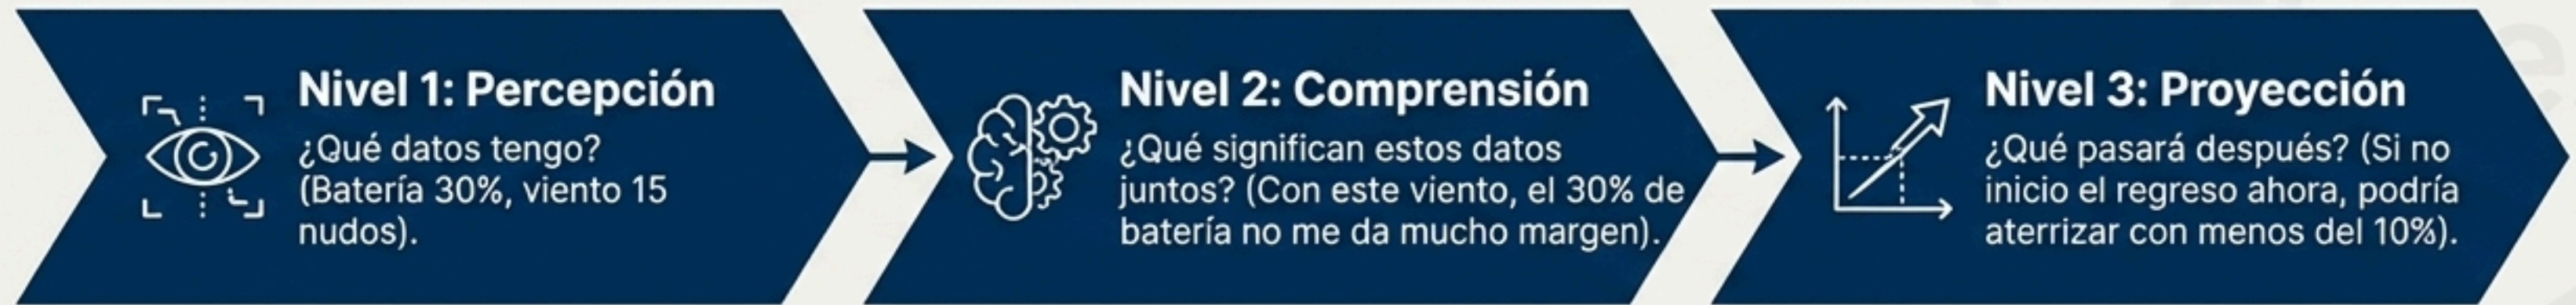 Nivel 1: Percepción
¿Qué datos tengo?
(Batería 30%, viento 15
nudos).
Nivel 2: Comprensión
¿Qué significan estos datos
juntos? (Con este viento, el 30% de
batería no me da mucho margen).
Nivel 3: Proyección
¿Qué pasará después? (Si no
inicio el regreso ahora, podría
aterrizar con menos del 10%).